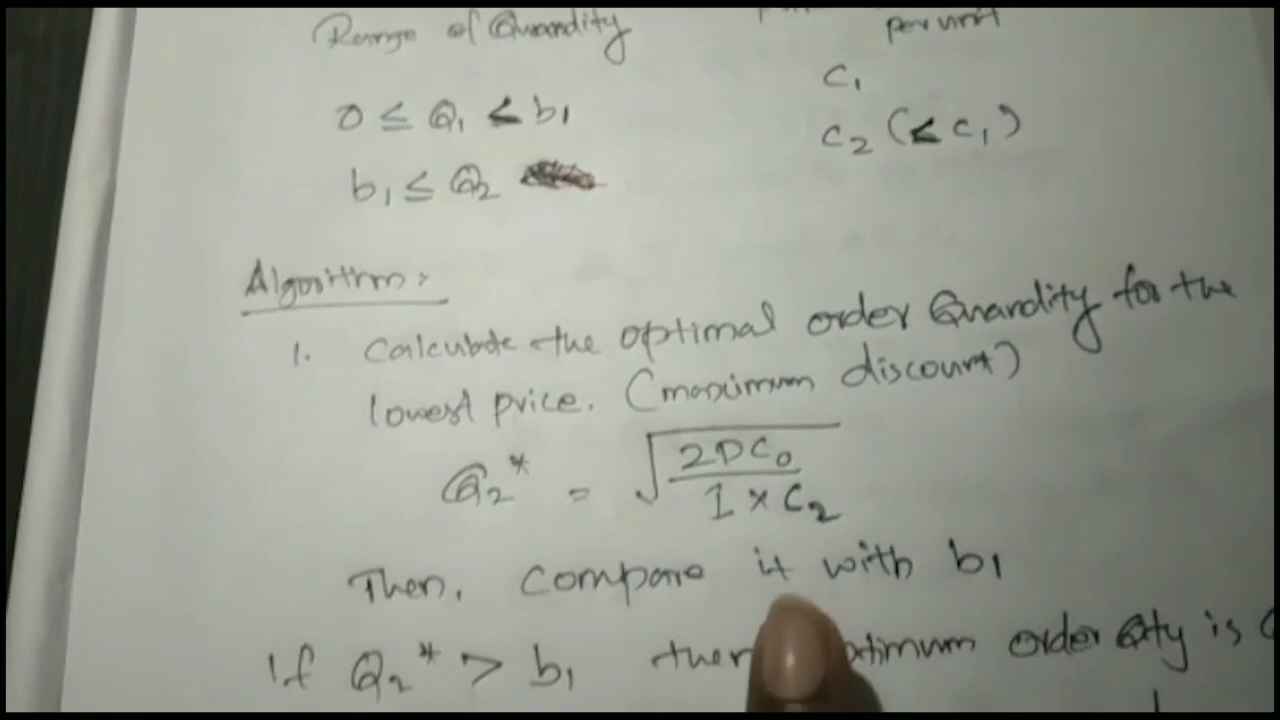 Range of Quandity
per unit
0 ≤ Q₁ < b₁
C₁
b₁ ≤ Q₂
C₂ (< C₁)
Algorithm:
1. Calculate the optimal order Quandity for the
lowest price. (maximum discount)
Q₂* = √(2DC₀ / I × C₂)
Then, compare it with b₁
If Q₂* > b₁ then order Qty is